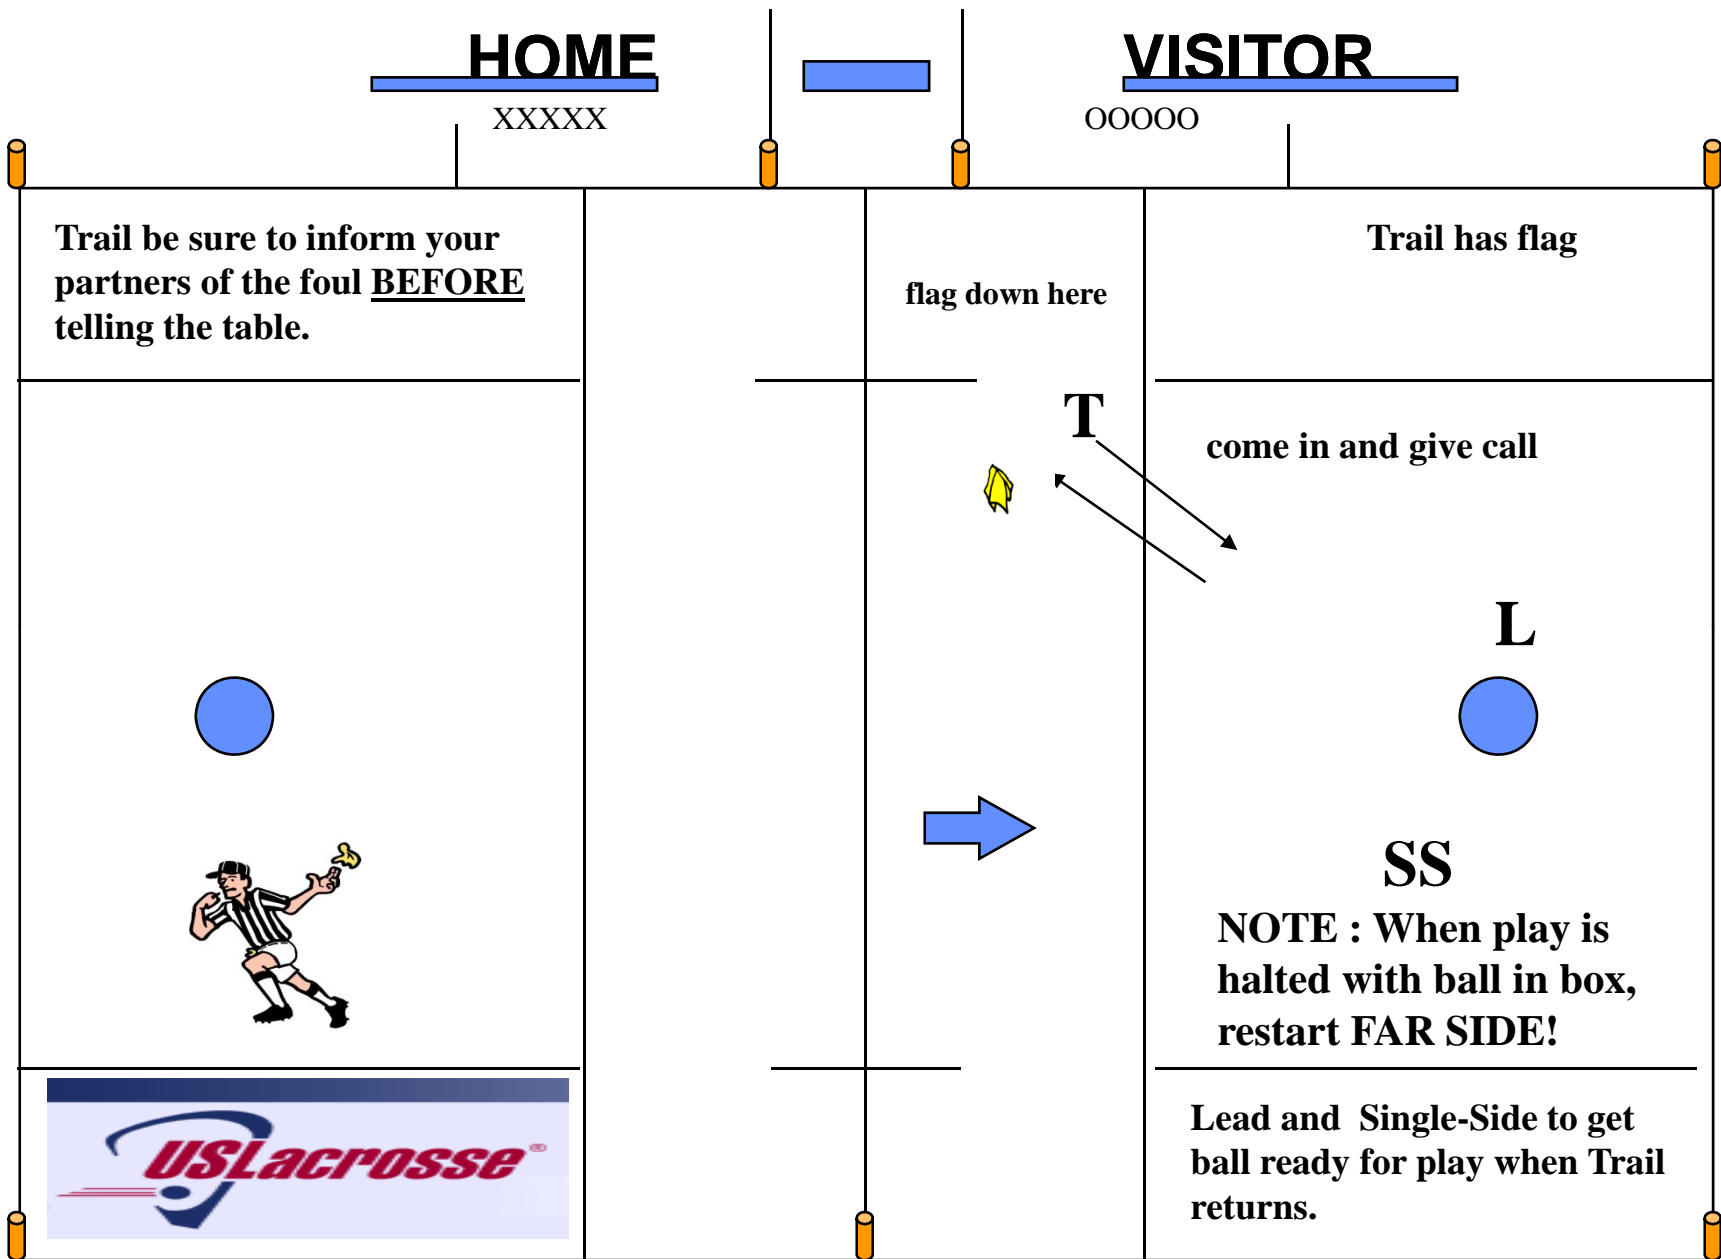 HOME
VISITOR
XXXXX
OOOOO
Trail be sure to inform your
partners of the foul BEFORE
telling the table.
flag down here
Trail has flag
T
come in and give call
L
SS
NOTE : When play is
halted with ball in box,
restart FAR SIDE!
USLacrosse®
Lead and  Single-Side to get
ball ready for play when Trail
returns.